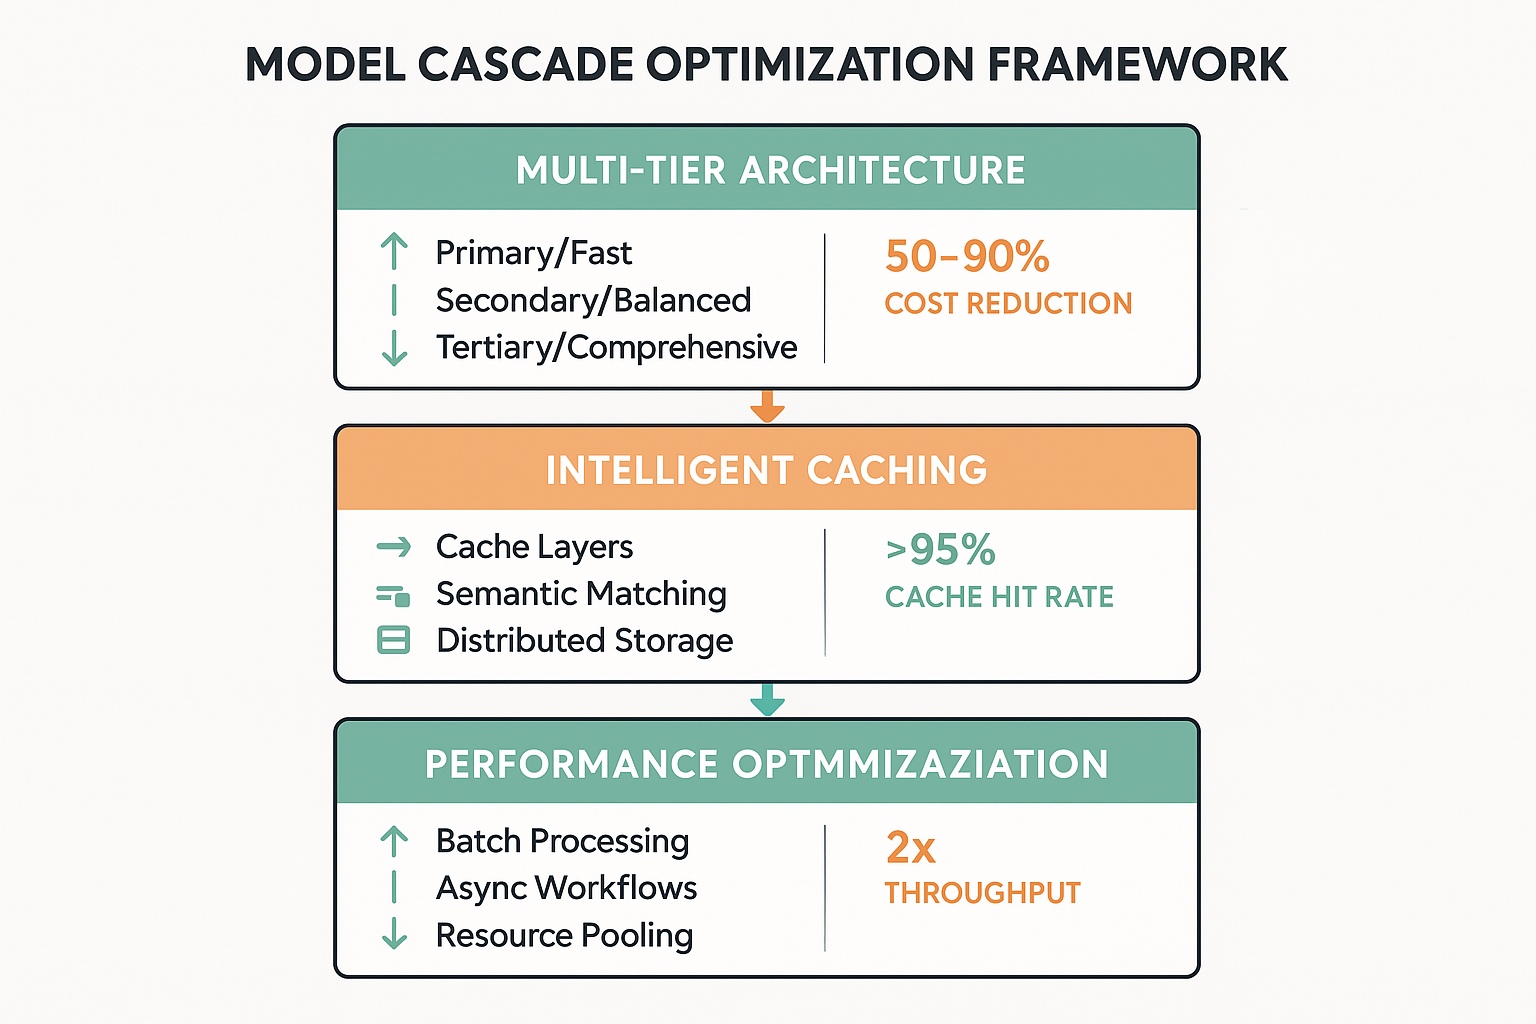 MODEL CASCADE OPTIMIZATION FRAMEWORK
MULTI-TIER ARCHITECTURE
Primary/Fast
Secondary/Balanced
Tertiary/Comprehensive
50–90%
COST REDUCTION
INTELLIGENT CACHING
Cache Layers
Semantic Matching
Distributed Storage
>95%
CACHE HIT RATE
PERFORMANCE OPTMMIZAZIATION
Batch Processing
Async Workflows
Resource Pooling
2x
THROUGHPUT